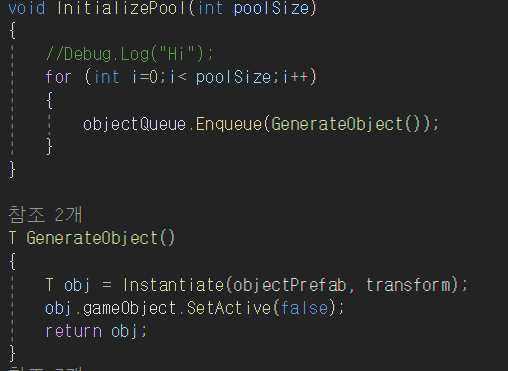 void InitializePool(int poolSize)
{
    //Debug.Log("Hi");
    for (int i=0;i< poolSize;i++)
    {
        objectQueue.Enqueue(GenerateObject());
    }
}
참조 2개
T GenerateObject()
{
    T obj = Instantiate(objectPrefab, transform);
    obj.gameObject.SetActive(false);
    return obj;
}